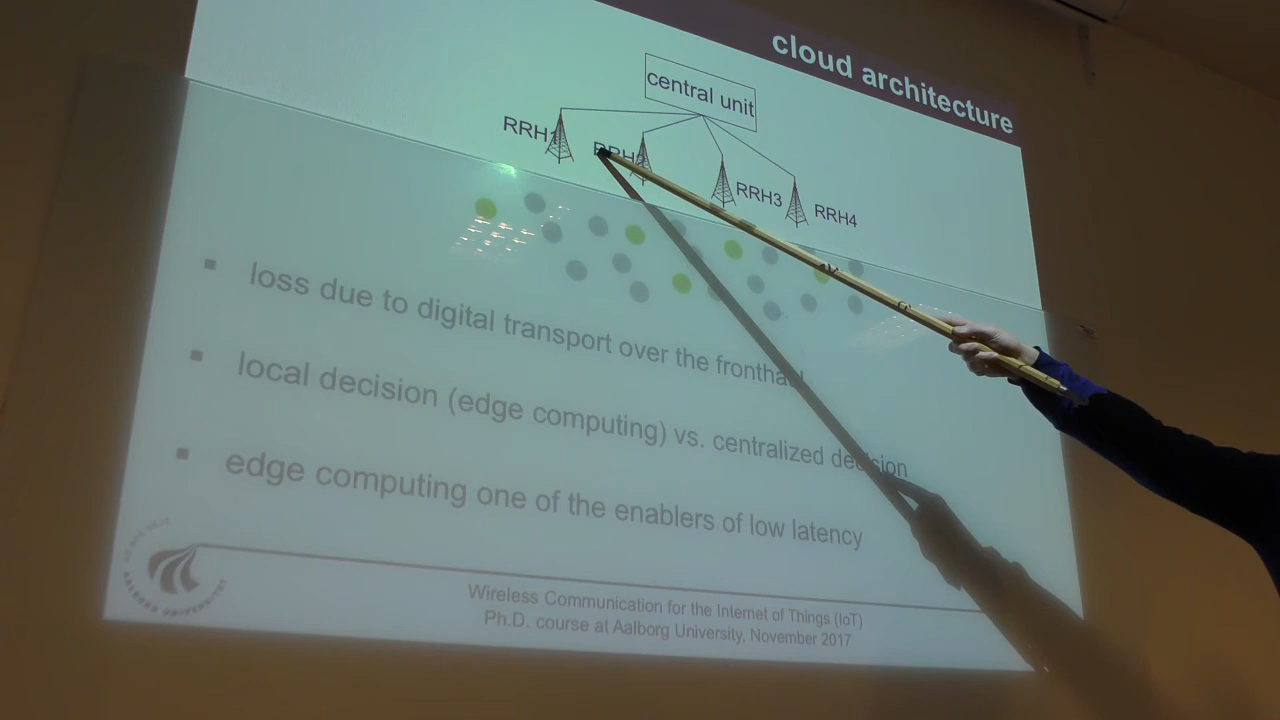 cloud architecture
central unit
RRH1
RRH2
RRH3
RRH4
loss due to digital transport over the fronthaul
local decision (edge computing) vs. centralized decision
edge computing one of the enablers of low latency
Wireless Communication for the Internet of Things (IoT)
Ph.D. course at Aalborg University, November 2017